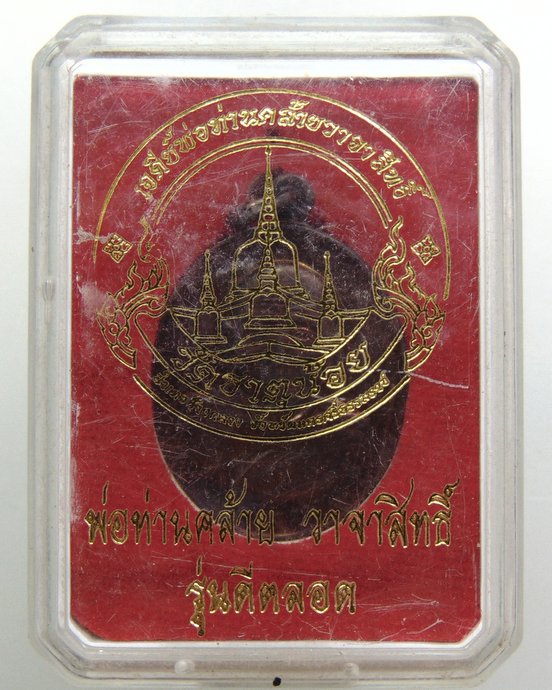 เจดีย์พ่อท่านคล้ายวาจาสิทธิ์
วัดธาตุน้อย
พ่อท่านคล้าย วาจาสิทธิ์
รุ่นดีตลอด